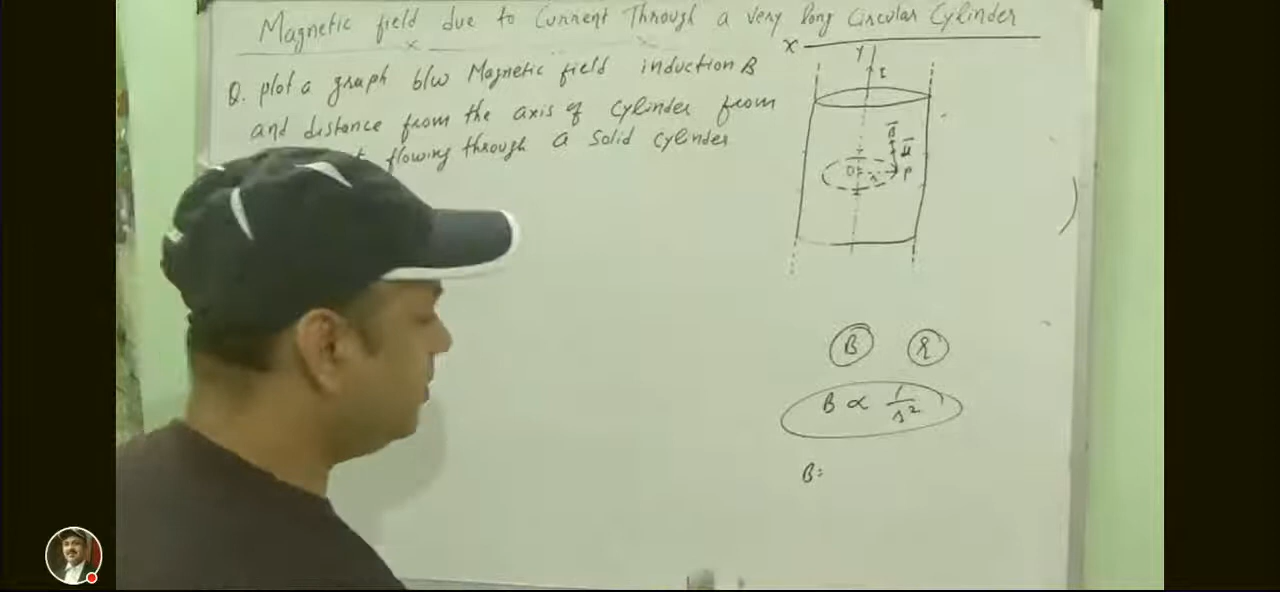 Magnetic field due to Current Through a Very long Circular Cylinder
Q. plot a graph b/w Magnetic field induction B
and distance from the axis of cylinder from
flowing through a solid cylinder
X Y
I
B
dl
O r P
B r
B ∝ 1/r²
B=